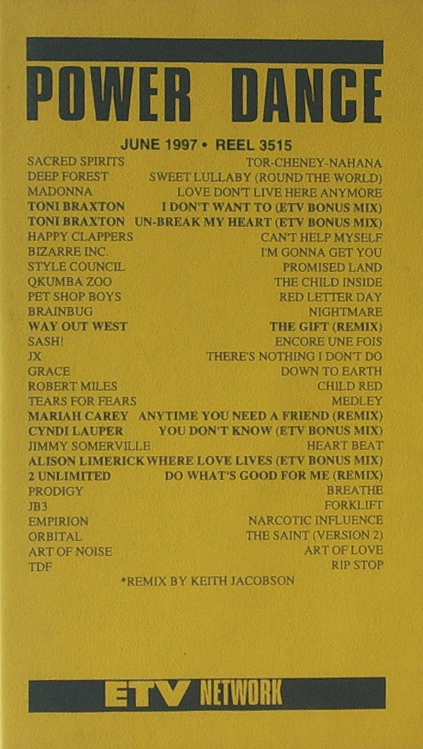 POWER DANCE
JUNE 1997 • REEL 3515
SACRED SPIRITS TOR-CHENEY-NAHANA
DEEP FOREST SWEET LULLABY (ROUND THE WORLD)
MADONNA LOVE DON'T LIVE HERE ANYMORE
TONI BRAXTON I DON'T WANT TO (ETV BONUS MIX)
TONI BRAXTON UN-BREAK MY HEART (ETV BONUS MIX)
HAPPY CLAPPERS CAN'T HELP MYSELF
BIZARRE INC. I'M GONNA GET YOU
STYLE COUNCIL PROMISED LAND
QKUMBA ZOO THE CHILD INSIDE
PET SHOP BOYS RED LETTER DAY
BRAINBUG NIGHTMARE
WAY OUT WEST THE GIFT (REMIX)
SASH! ENCORE UNE FOIS
JX THERE'S NOTHING I DON'T DO
GRACE DOWN TO EARTH
ROBERT MILES CHILD RED
TEARS FOR FEARS MEDLEY
MARIAH CAREY ANYTIME YOU NEED A FRIEND (REMIX)
CYNDI LAUPER YOU DON'T KNOW (ETV BONUS MIX)
JIMMY SOMERVILLE HEART BEAT
ALISON LIMERICK WHERE LOVE LIVES (ETV BONUS MIX)
2 UNLIMITED DO WHAT'S GOOD FOR ME (REMIX)
PRODIGY BREATHE
JB3 FORKLIFT
EMPIRION NARCOTIC INFLUENCE
ORBITAL THE SAINT (VERSION 2)
ART OF NOISE ART OF LOVE
TDF RIP STOP
*REMIX BY KEITH JACOBSON
ETV NETWORK